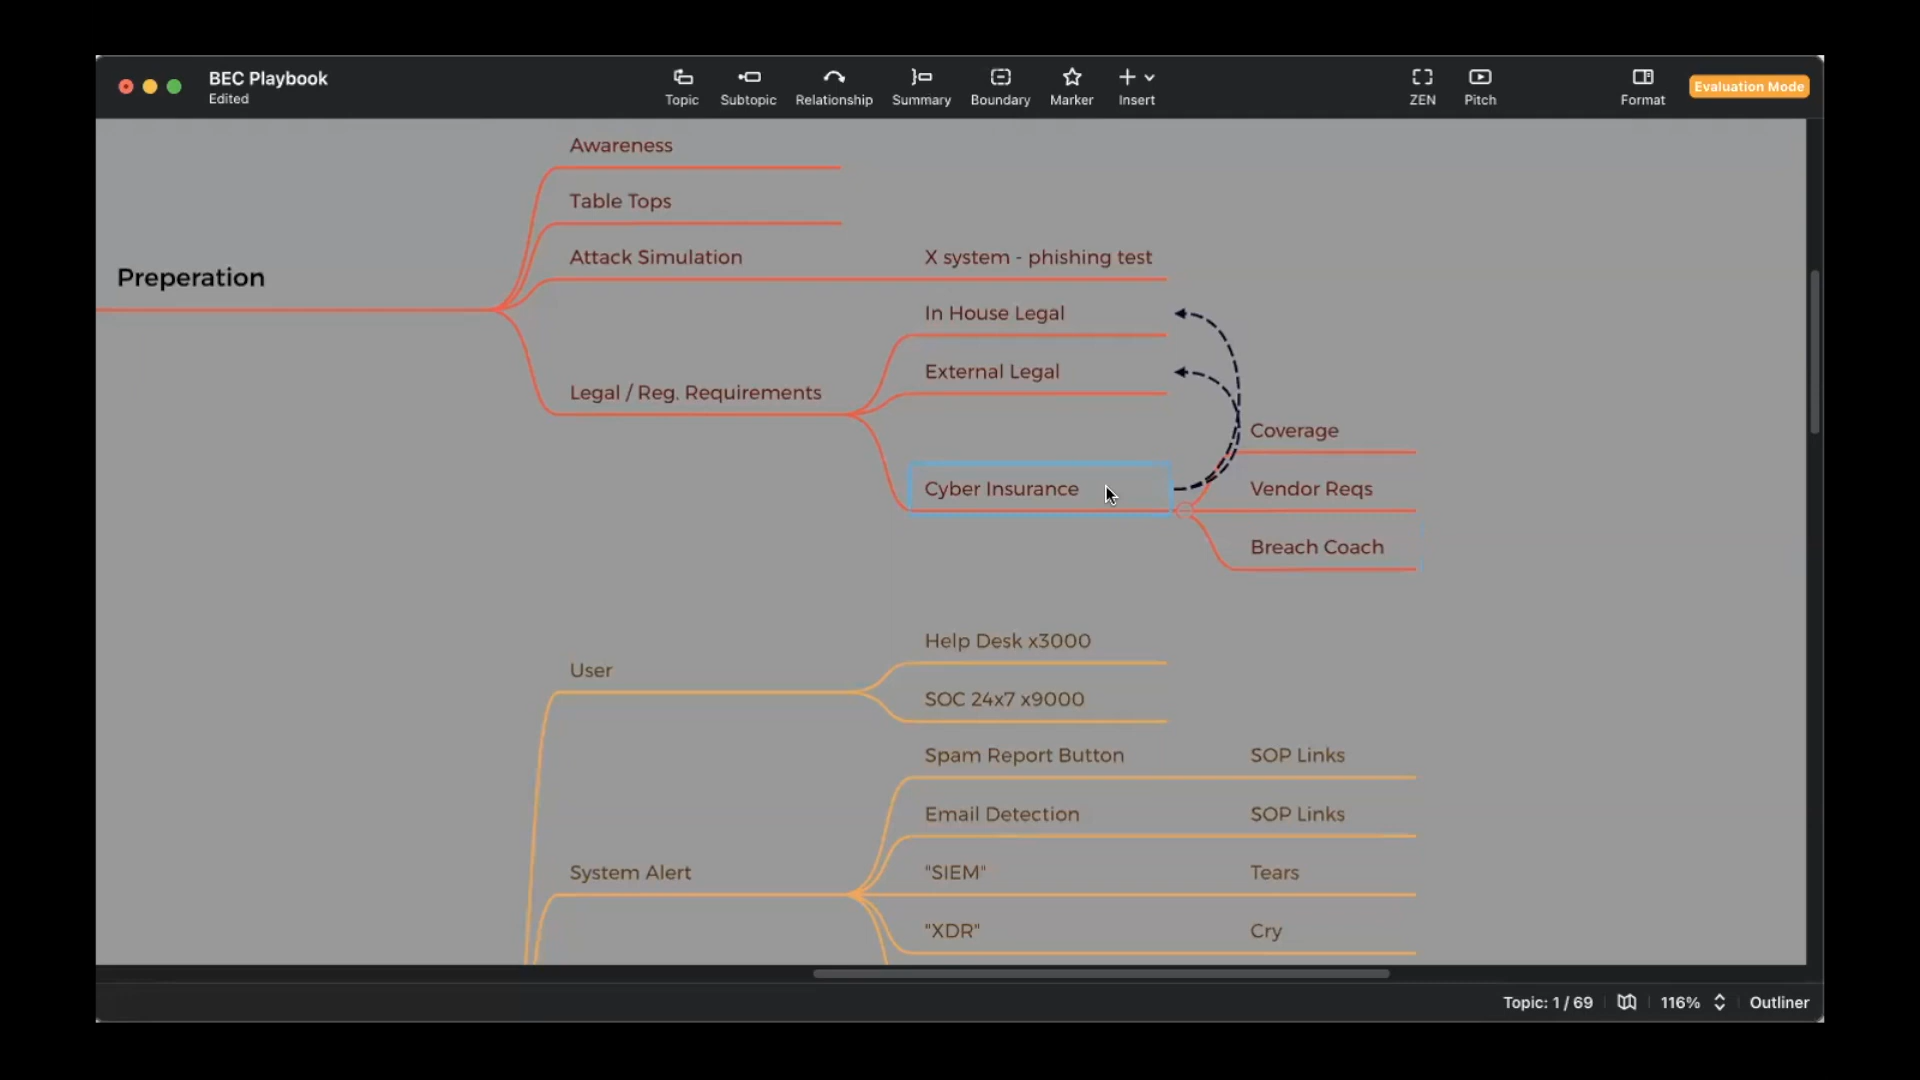 BEC Playbook
Edited
Topic
Subtopic
Relationship
Summary
Boundary
Marker
Insert
ZEN
Pitch
Format
Evaluation Mode
Preperation
Awareness
Table Tops
Attack Simulation
X system - phishing test
Legal / Reg. Requirements
In House Legal
External Legal
Cyber Insurance
Coverage
Vendor Reqs
Breach Coach
User
Help Desk x3000
SOC 24x7 x9000
System Alert
Spam Report Button
SOP Links
Email Detection
SOP Links
"SIEM"
Tears
"XDR"
Cry
Topic: 1 / 69
116%
Outliner